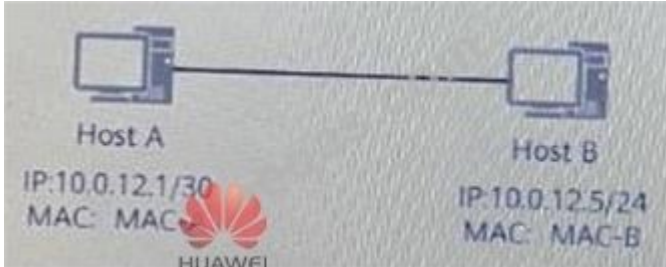 Host A
IP:10.0.12.1/30
MAC: MAC-
HUAWEI
Host B
IP:10.0.12.5/24
MAC: MAC-B